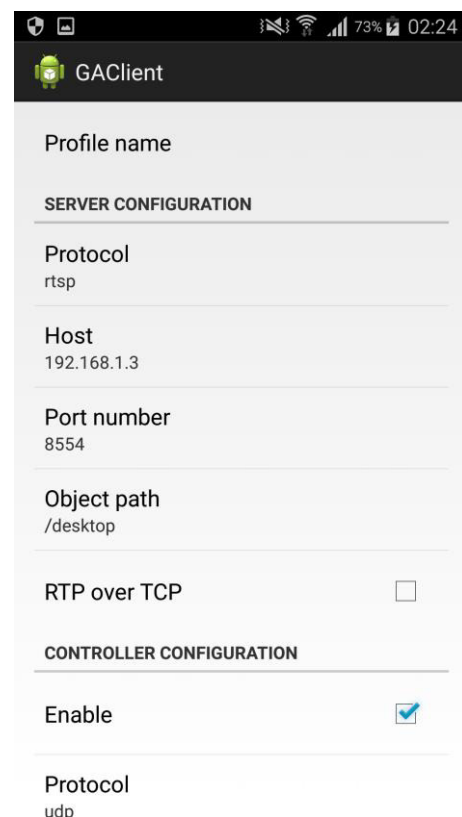 73% 02:24
GAClient
Profile name
SERVER CONFIGURATION
Protocol
rtsp
Host
192.168.1.3
Port number
8554
Object path
/desktop
RTP over TCP
CONTROLLER CONFIGURATION
Enable
Protocol
udp